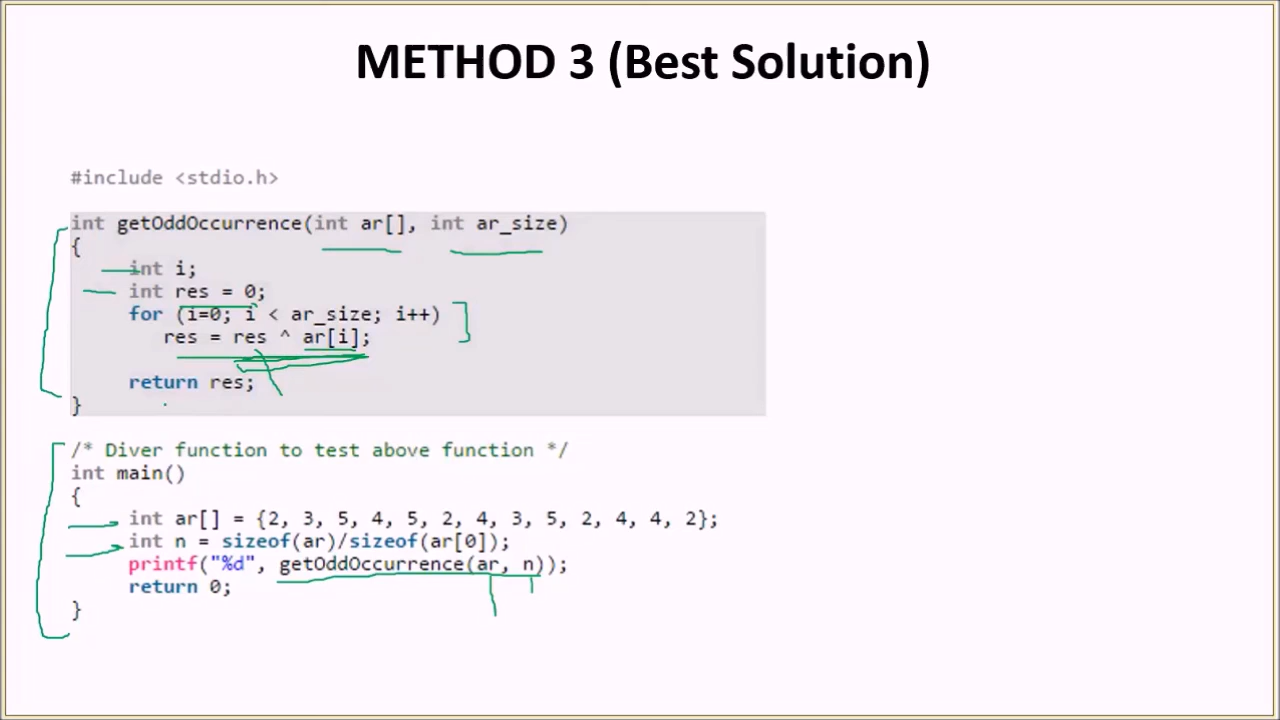 METHOD 3 (Best Solution)
#include <stdio.h>
int getOddOccurrence(int ar[], int ar_size)
{
int i;
int res = 0;
for (i=0; i < ar_size; i++)
res = res ^ ar[i];
return res;
}
/* Diver function to test above function */
int main()
{
int ar[] = {2, 3, 5, 4, 5, 2, 4, 3, 5, 2, 4, 4, 2};
int n = sizeof(ar)/sizeof(ar[0]);
printf("%d", getOddOccurrence(ar, n));
return 0;
}